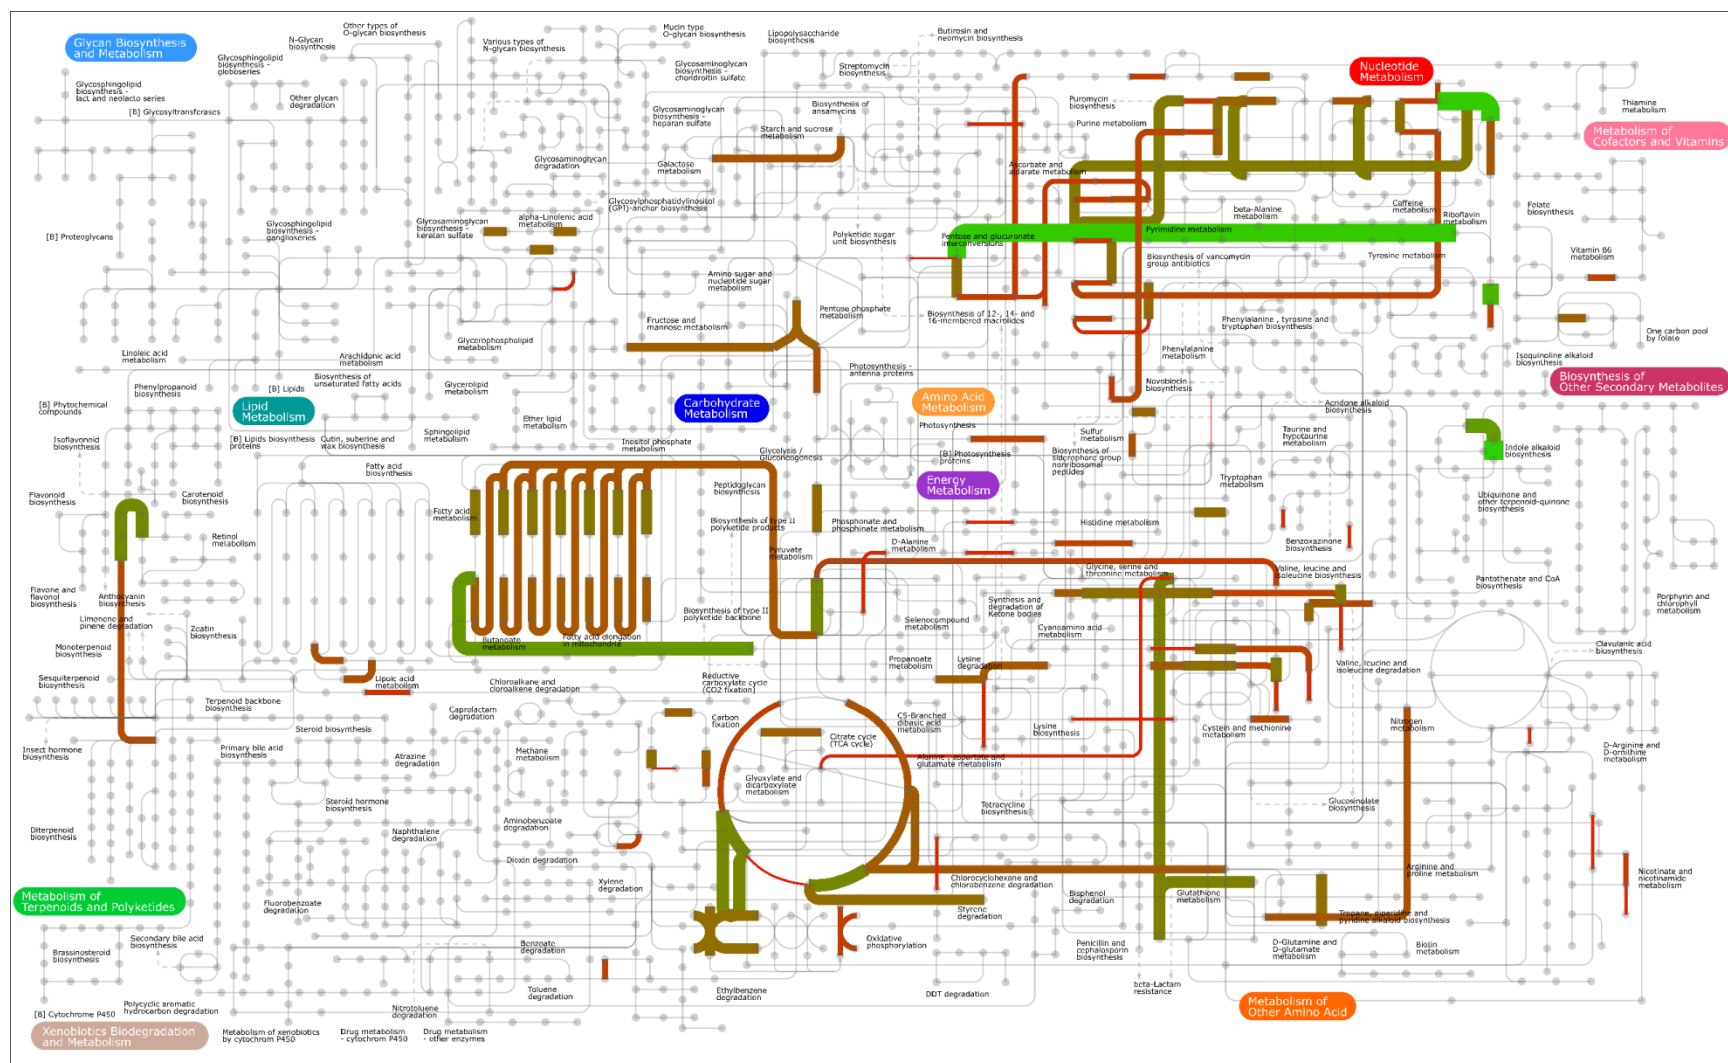 Glycan Biosynthesis
and Metabolism
Other types of
O-glycan biosynthesis
N-Glycan
biosynthesis
Various types of
N-glycan biosynthesis
Mucin type
O-glycan biosynthesis
Lipopolysaccharide
biosynthesis
Butirosin and
neomycin biosynthesis
Glycosphingolipid
biosynthesis -
globoseries
Glycosaminoglycan
biosynthesis -
chondroitin sulfate
Streptomycin
biosynthesis
Nucleotide
Metabolism
Glycosphingolipid
biosynthesis -
lact and neolacto series
Other glycan
degradation
[B] Glycosyltransferases
Glycosaminoglycan
biosynthesis -
heparan sulfate
Biosynthesis of
ansamycins
Puromycin
biosynthesis
Thiamine
metabolism
Starch and sucrose
metabolism
Purine metabolism
Metabolism of
Cofactors and Vitamins
Glycosaminoglycan
degradation
Galactose
metabolism
Ascorbate and
aldarate metabolism
Glycosylphosphatidylinositol
(GPI)-anchor biosynthesis
[B] Proteoglycans
Glycosphingolipid
biosynthesis -
ganglioseries
Glycosaminoglycan
biosynthesis -
keratan sulfate
alpha-Linolenic acid
metabolism
Polyketide sugar
unit biosynthesis
Pentose and glucuronate
interconversions
beta-Alanine
metabolism
Pyrimidine metabolism
Caffeine
metabolism
Riboflavin
metabolism
Folate
biosynthesis
Vitamin B6
metabolism
Biosynthesis of vancomycin
group antibiotics
Tyrosine metabolism
Amino sugar and
nucleotide sugar
metabolism
Pentose phosphate
metabolism
Fructose and
mannose metabolism
Biosynthesis of 12-, 14- and
16-membered macrolides
Phenylalanine , tyrosine and
tryptophan biosynthesis
One carbon pool
by folate
Linoleic acid
metabolism
Arachidonic acid
metabolism
Glycerophospholipid
metabolism
Phenylalanine
metabolism
Isoquinoline alkaloid
biosynthesis
Photosynthesis -
antenna proteins
Phenylpropanoid
biosynthesis
[B] Lipids
Biosynthesis of
unsaturated fatty acids
Glycerolipid
metabolism
Novobiocin
biosynthesis
Biosynthesis of
Other Secondary Metabolites
[B] Phytochemical
compounds
Lipid
Metabolism
Carbohydrate
Metabolism
Amino Acid
Metabolism
Acridone alkaloid
biosynthesis
Ether lipid
metabolism
Photosynthesis
Isoflavonoid
biosynthesis
[B] Lipids biosynthesis
proteins
Cutin, suberine and
wax biosynthesis
Sphingolipid
metabolism
Inositol phosphate
metabolism
Glycolysis /
Gluconeogenesis
[B] Photosynthesis
proteins
Sulfur
metabolism
Biosynthesis of
siderophore group
nonribosomal
peptides
Taurine and
hypotaurine
metabolism
Indole alkaloid
biosynthesis
Fatty acid
biosynthesis
Energy
Metabolism
Tryptophan
metabolism
Flavonoid
biosynthesis
Carotenoid
biosynthesis
Peptidoglycan
biosynthesis
Ubiquinone and
other terpenoid-quinone
biosynthesis
Fatty acid
metabolism
Biosynthesis of type II
polyketide products
Phosphonate and
phosphinate metabolism
Histidine metabolism
Retinol
metabolism
D-Alanine
metabolism
Benzoxazinone
biosynthesis
Pyruvate
metabolism
Glycine, serine and
threonine metabolism
Valine, leucine and
isoleucine biosynthesis
Pantothenate and CoA
biosynthesis
Flavone and
flavonol biosynthesis
Anthocyanin
biosynthesis
Porphyrin and
chlorophyll
metabolism
Limonene and
pinene degradation
Biosynthesis of type II
polyketide backbone
Synthesis and
degradation of
Ketone bodies
Selenocompound
metabolism
Cyanoamino acid
metabolism
Zeatin
biosynthesis
Butanoate
metabolism
Fatty acid elongation
in mitochondria
Monoterpenoid
biosynthesis
Clavulanic acid
biosynthesis
Propanoate
metabolism
Lysine
degradation
Valine, leucine and
isoleucine degradation
Sesquiterpenoid
biosynthesis
Lipoic acid
metabolism
Chloroalkane and
cloroalkene degradation
Reductive
carboxylate cycle
(CO2 fixation)
Terpenoid backbone
biosynthesis
Caprolactam
degradation
Carbon
fixation
C5-Branched
dibasic acid
metabolism
Lysine
biosynthesis
Cystein and methionine
metabolism
Nitrogen
metabolism
Steroid biosynthesis
Insect hormone
biosynthesis
Primary bile acid
biosynthesis
Atrazine
degradation
Methane
metabolism
Citrate cycle
(TCA cycle)
Alanine , aspartate and
glutamate metabolism
D-Arginine and
D-ornithine
metabolism
Glyoxylate and
dicarboxylate
metabolism
Steroid hormone
biosynthesis
Tetracycline
biosynthesis
Glucosinolate
biosynthesis
Diterpenoid
biosynthesis
Naphthalene
degradation
Aminobenzoate
degradation
Dioxin degradation
Metabolism of
Terpenoids and Polyketides
Fluorobenzoate
degradation
Xylene
degradation
Chlorocyclohexane and
chlorobenzene degradation
Bisphenol
degradation
Glutathione
metabolism
Arginine and
proline metabolism
Nicotinate and
nicotinamide
metabolism
Styrene
degradation
Tropane, piperidine and
pyridine alkaloid biosynthesis
Brassinosteroid
biosynthesis
Secondary bile acid
biosynthesis
Benzoate
degradation
Oxidative
phosphorylation
Penicillin and
cephalosporin
biosynthesis
D-Glutamine and
D-glutamate
metabolism
Biotin
metabolism
Toluene
degradation
Ethylbenzene
degradation
DDT degradation
beta-Lactam
resistance
Metabolism of
Other Amino Acid
[B] Cytochrome P450
Polycyclic aromatic
hydrocarbon degradation
Nitrotoluene
degradation
Xenobiotics Biodegradation
and Metabolism
Metabolism of xenobiotics
by cytochrom P450
Drug metabolism
- cytochrom P450
Drug metabolism
- other enzymes